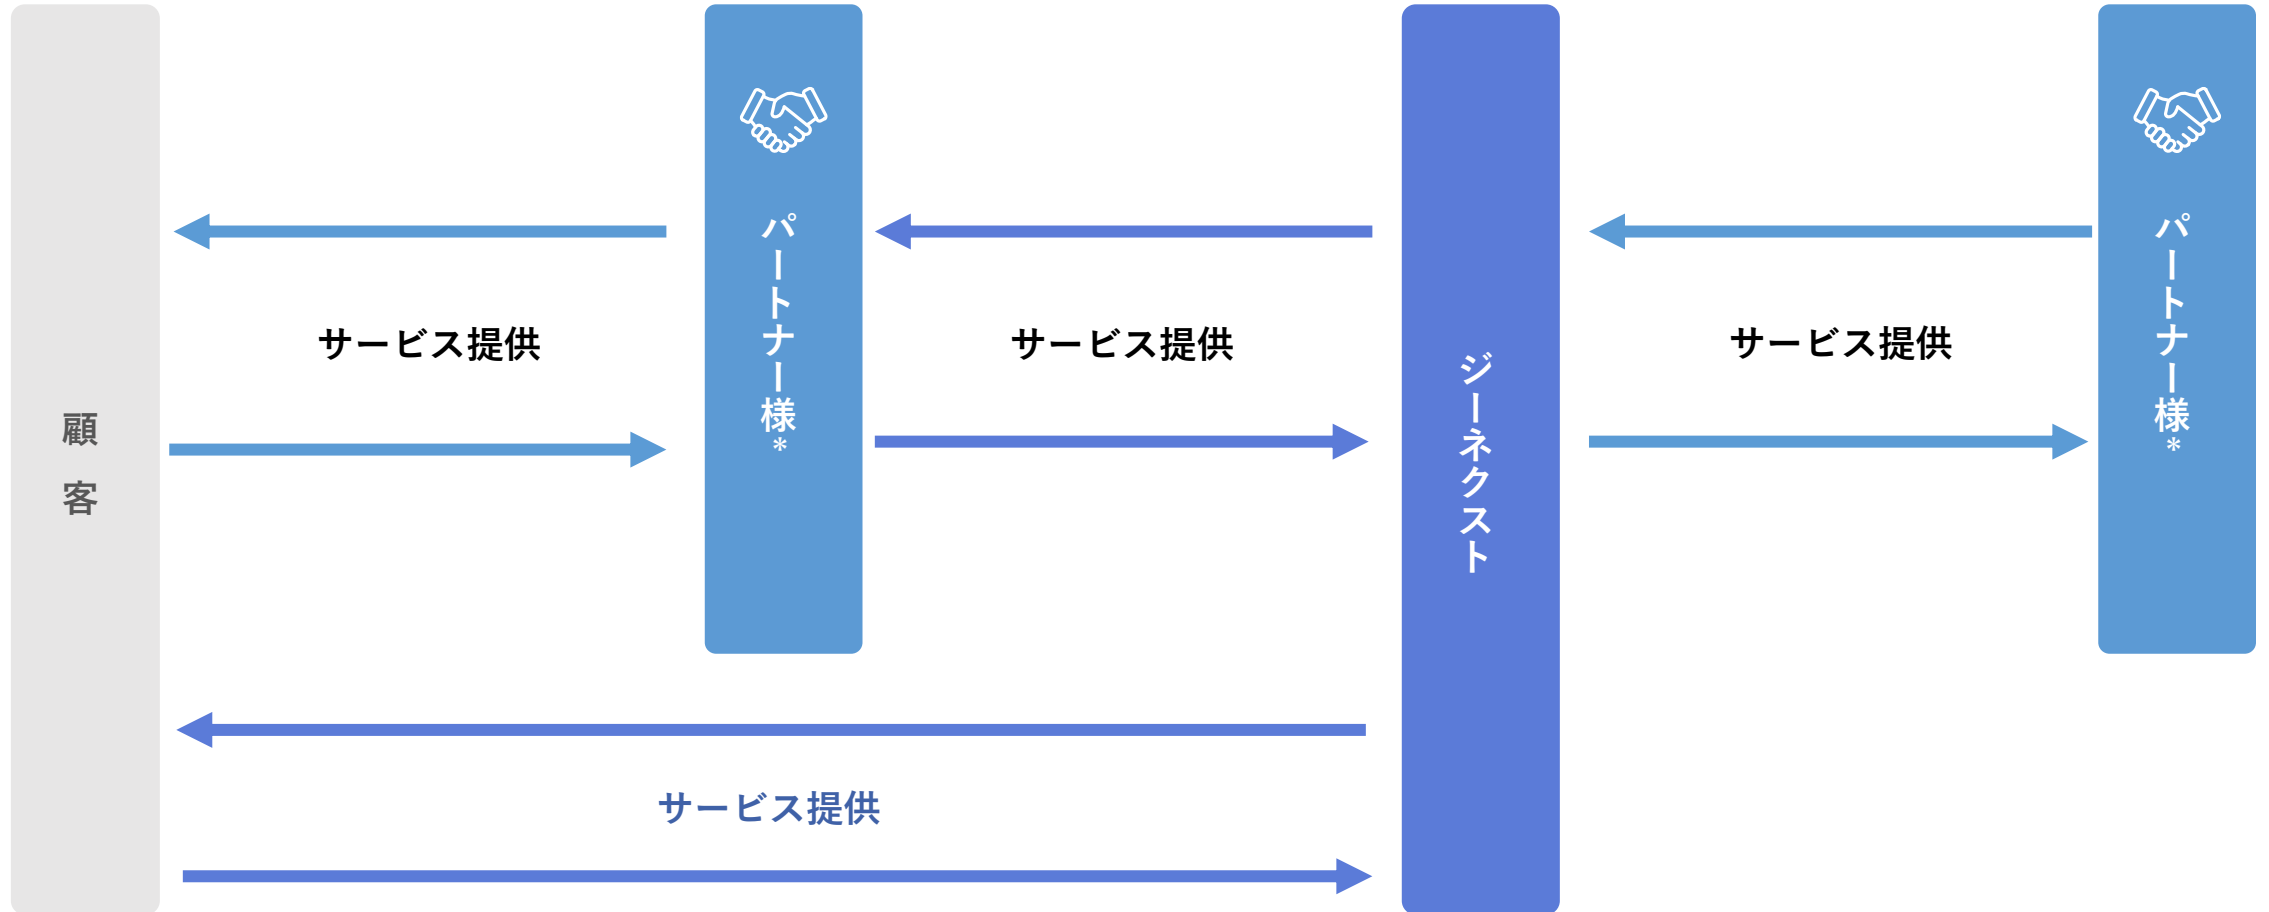 顧客
サービス提供
パートナー様*
サービス提供
ジーネクスト
サービス提供
パートナー様*
サービス提供